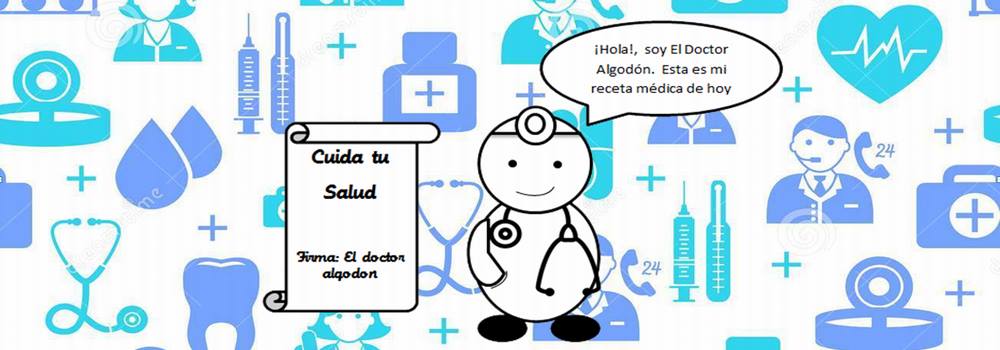 ¡Hola!, soy El Doctor
Algodón. Esta es mi
receta médica de hoy
Cuida tu
Salud
Firma: El doctor
algodon
24
24